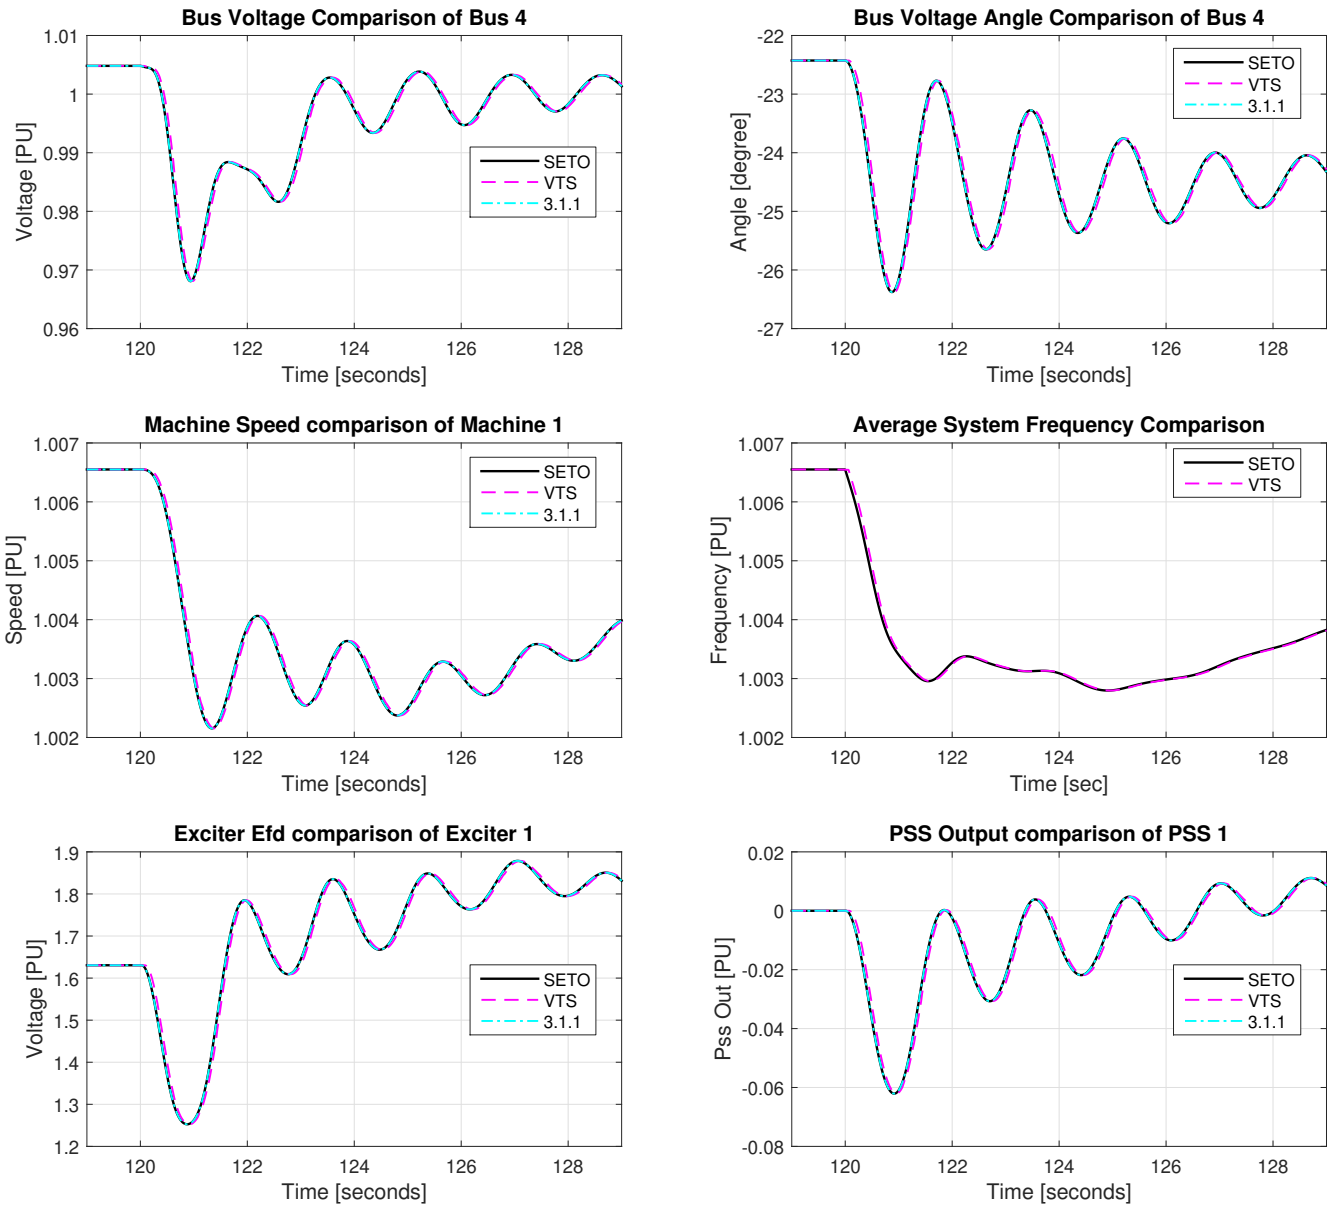 Bus Voltage Comparison of Bus 4
1.01
1
0.99
0.98
0.97
0.96
Voltage [PU]
SETO
VTS
3.1.1
120 122 124 126 128
Time [seconds]
Bus Voltage Angle Comparison of Bus 4
-22
-23
-24
-25
-26
-27
Angle [degree]
SETO
VTS
3.1.1
120 122 124 126 128
Time [seconds]
Machine Speed comparison of Machine 1
1.007
1.006
1.005
1.004
1.003
1.002
Speed [PU]
SETO
VTS
3.1.1
120 122 124 126 128
Time [seconds]
Average System Frequency Comparison
1.007
1.006
1.005
1.004
1.003
1.002
Frequency [PU]
SETO
VTS
120 122 124 126 128
Time [sec]
Exciter Efd comparison of Exciter 1
1.9
1.8
1.7
1.6
1.5
1.4
1.3
1.2
Voltage [PU]
SETO
VTS
3.1.1
120 122 124 126 128
Time [seconds]
PSS Output comparison of PSS 1
0.02
0
-0.02
-0.04
-0.06
-0.08
Pss Out [PU]
SETO
VTS
3.1.1
120 122 124 126 128
Time [seconds]